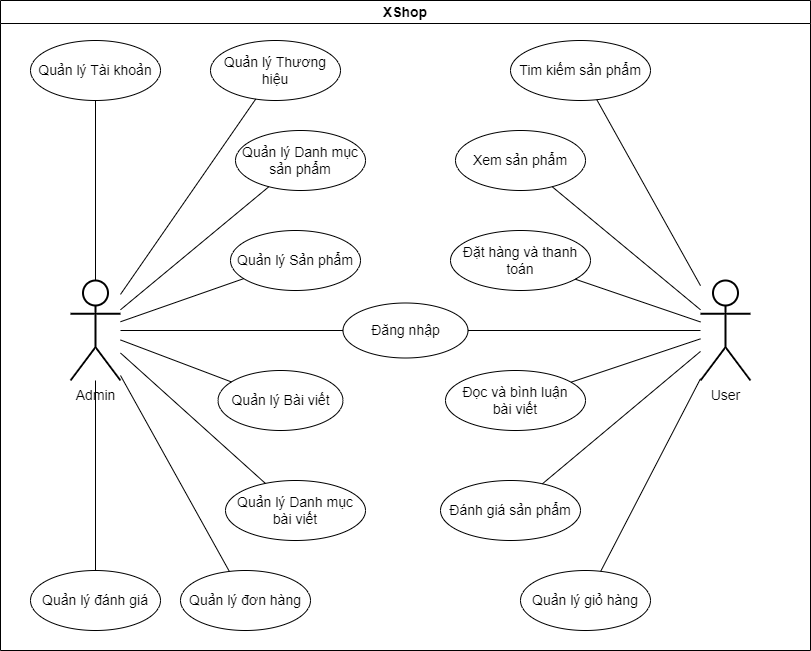 XShop
Quản lý Tài khoản
Quản lý Thương
hiệu
Tìm kiếm sản phẩm
Quản lý Danh mục
sản phẩm
Xem sản phẩm
Quản lý Sản phẩm
Đặt hàng và thanh
toán
Đăng nhập
Admin
User
Quản lý Bài viết
Đọc và bình luận
bài viết
Quản lý Danh mục
bài viết
Đánh giá sản phẩm
Quản lý đánh giá
Quản lý đơn hàng
Quản lý giỏ hàng